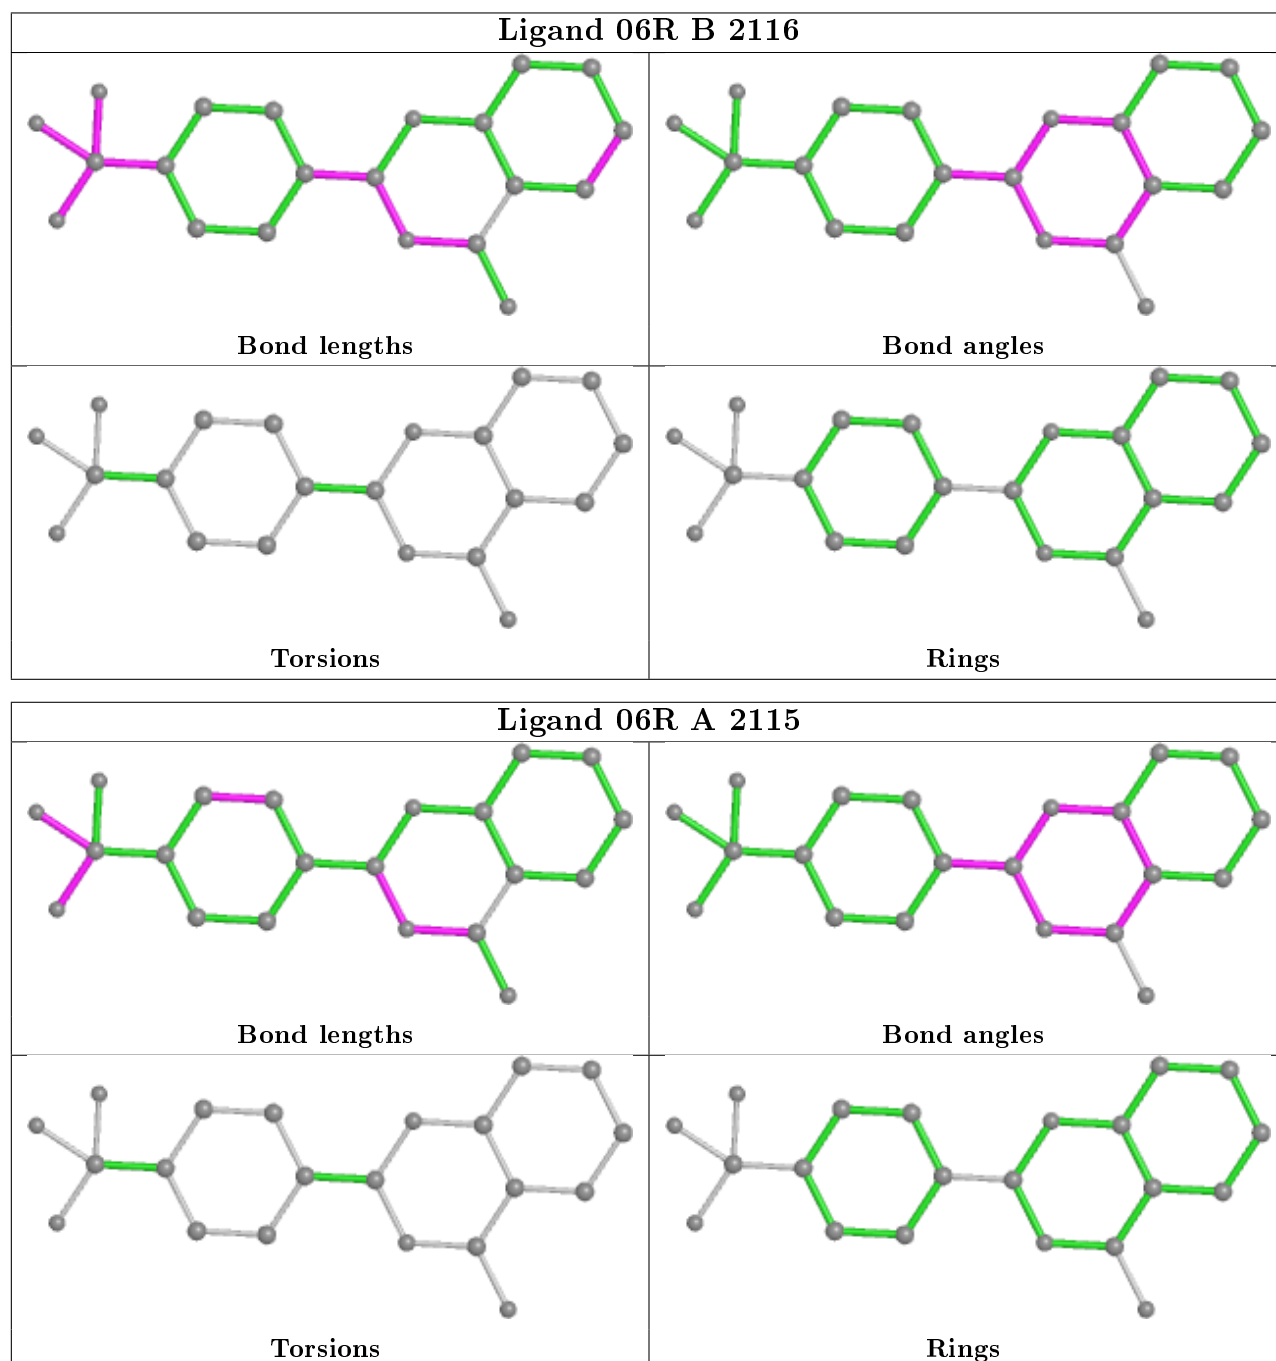 Ligand 06R B 2116
Bond lengths
Bond angles
Torsions
Rings
Ligand 06R A 2115
Bond lengths
Bond angles
Torsions
Rings